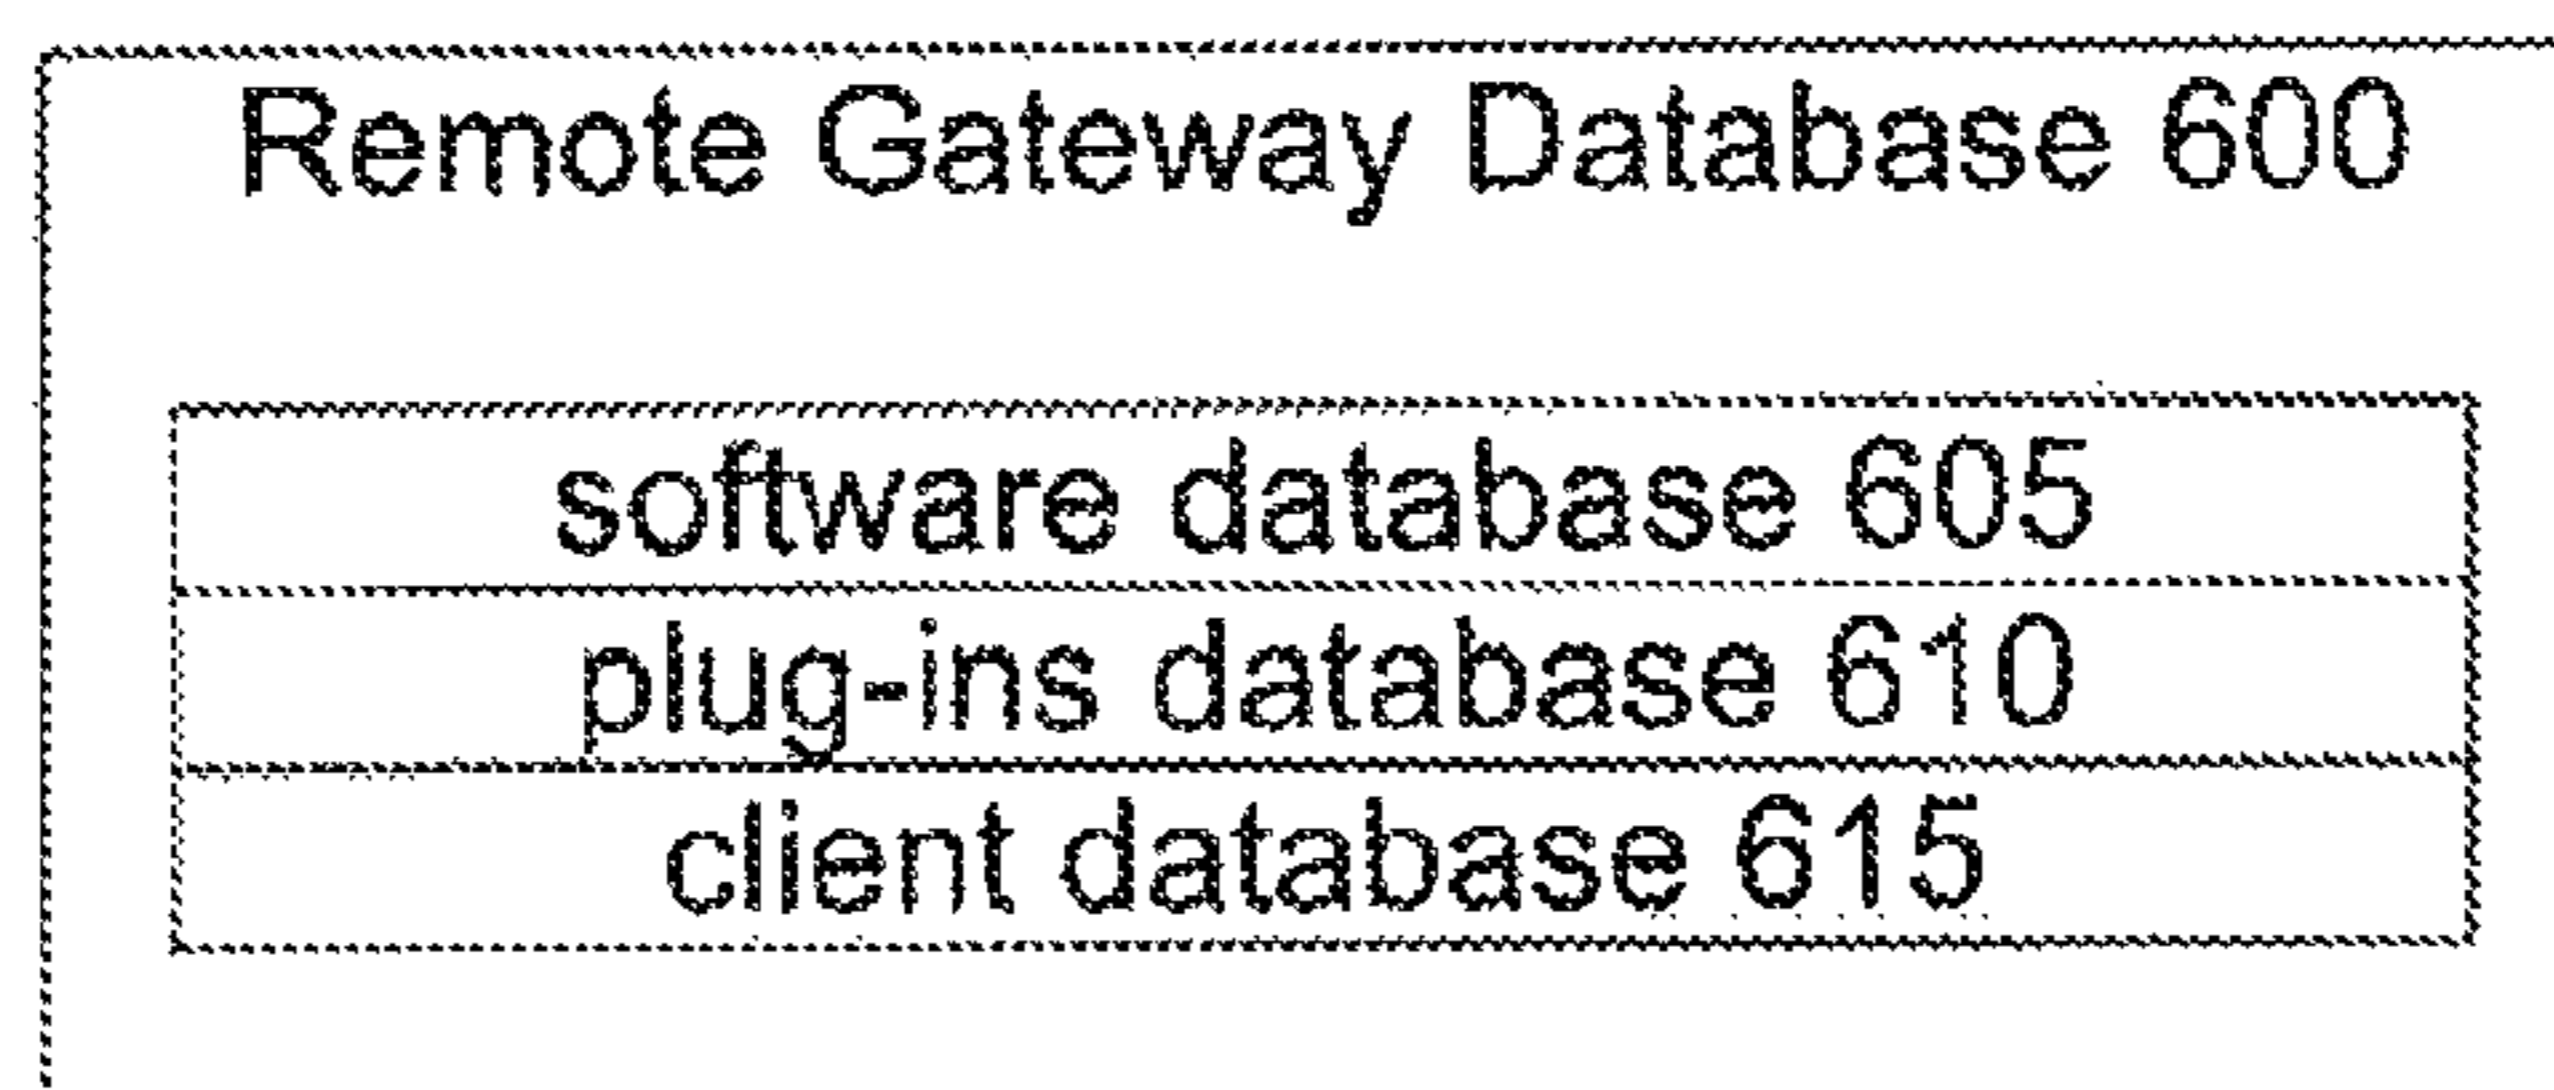 Remote Gateway Database 600
software database 605
plug-ins database 610
client database 615